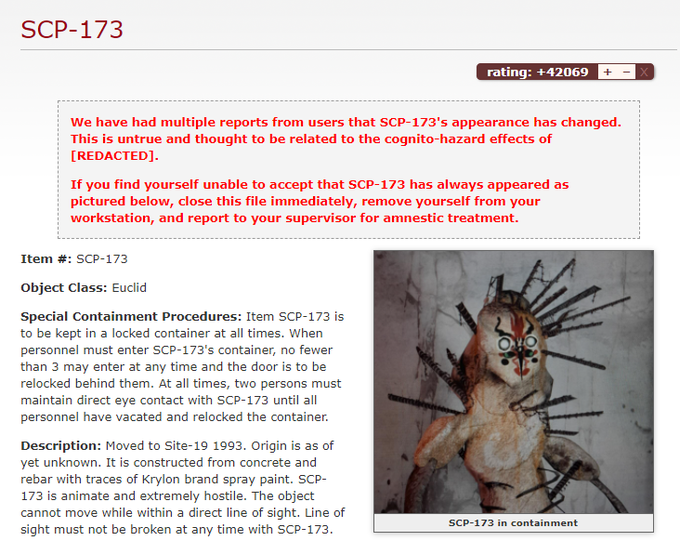 SCP-173
rating: +42069 + – X
We have had multiple reports from users that SCP-173's appearance has changed.
This is untrue and thought to be related to the cognito-hazard effects of
[REDACTED].
If you find yourself unable to accept that SCP-173 has always appeared as
pictured below, close this file immediately, remove yourself from your
workstation, and report to your supervisor for amnestic treatment.
Item #: SCP-173
Object Class: Euclid
Special Containment Procedures: Item SCP-173 is
to be kept in a locked container at all times. When
personnel must enter SCP-173's container, no fewer
than 3 may enter at any time and the door is to be
relocked behind them. At all times, two persons must
maintain direct eye contact with SCP-173 until all
personnel have vacated and relocked the container.
Description: Moved to Site-19 1993. Origin is as of
yet unknown. It is constructed from concrete and
rebar with traces of Krylon brand spray paint. SCP-
173 is animate and extremely hostile. The object
cannot move while within a direct line of sight. Line of
sight must not be broken at any time with SCP-173.
SCP-173 in containment